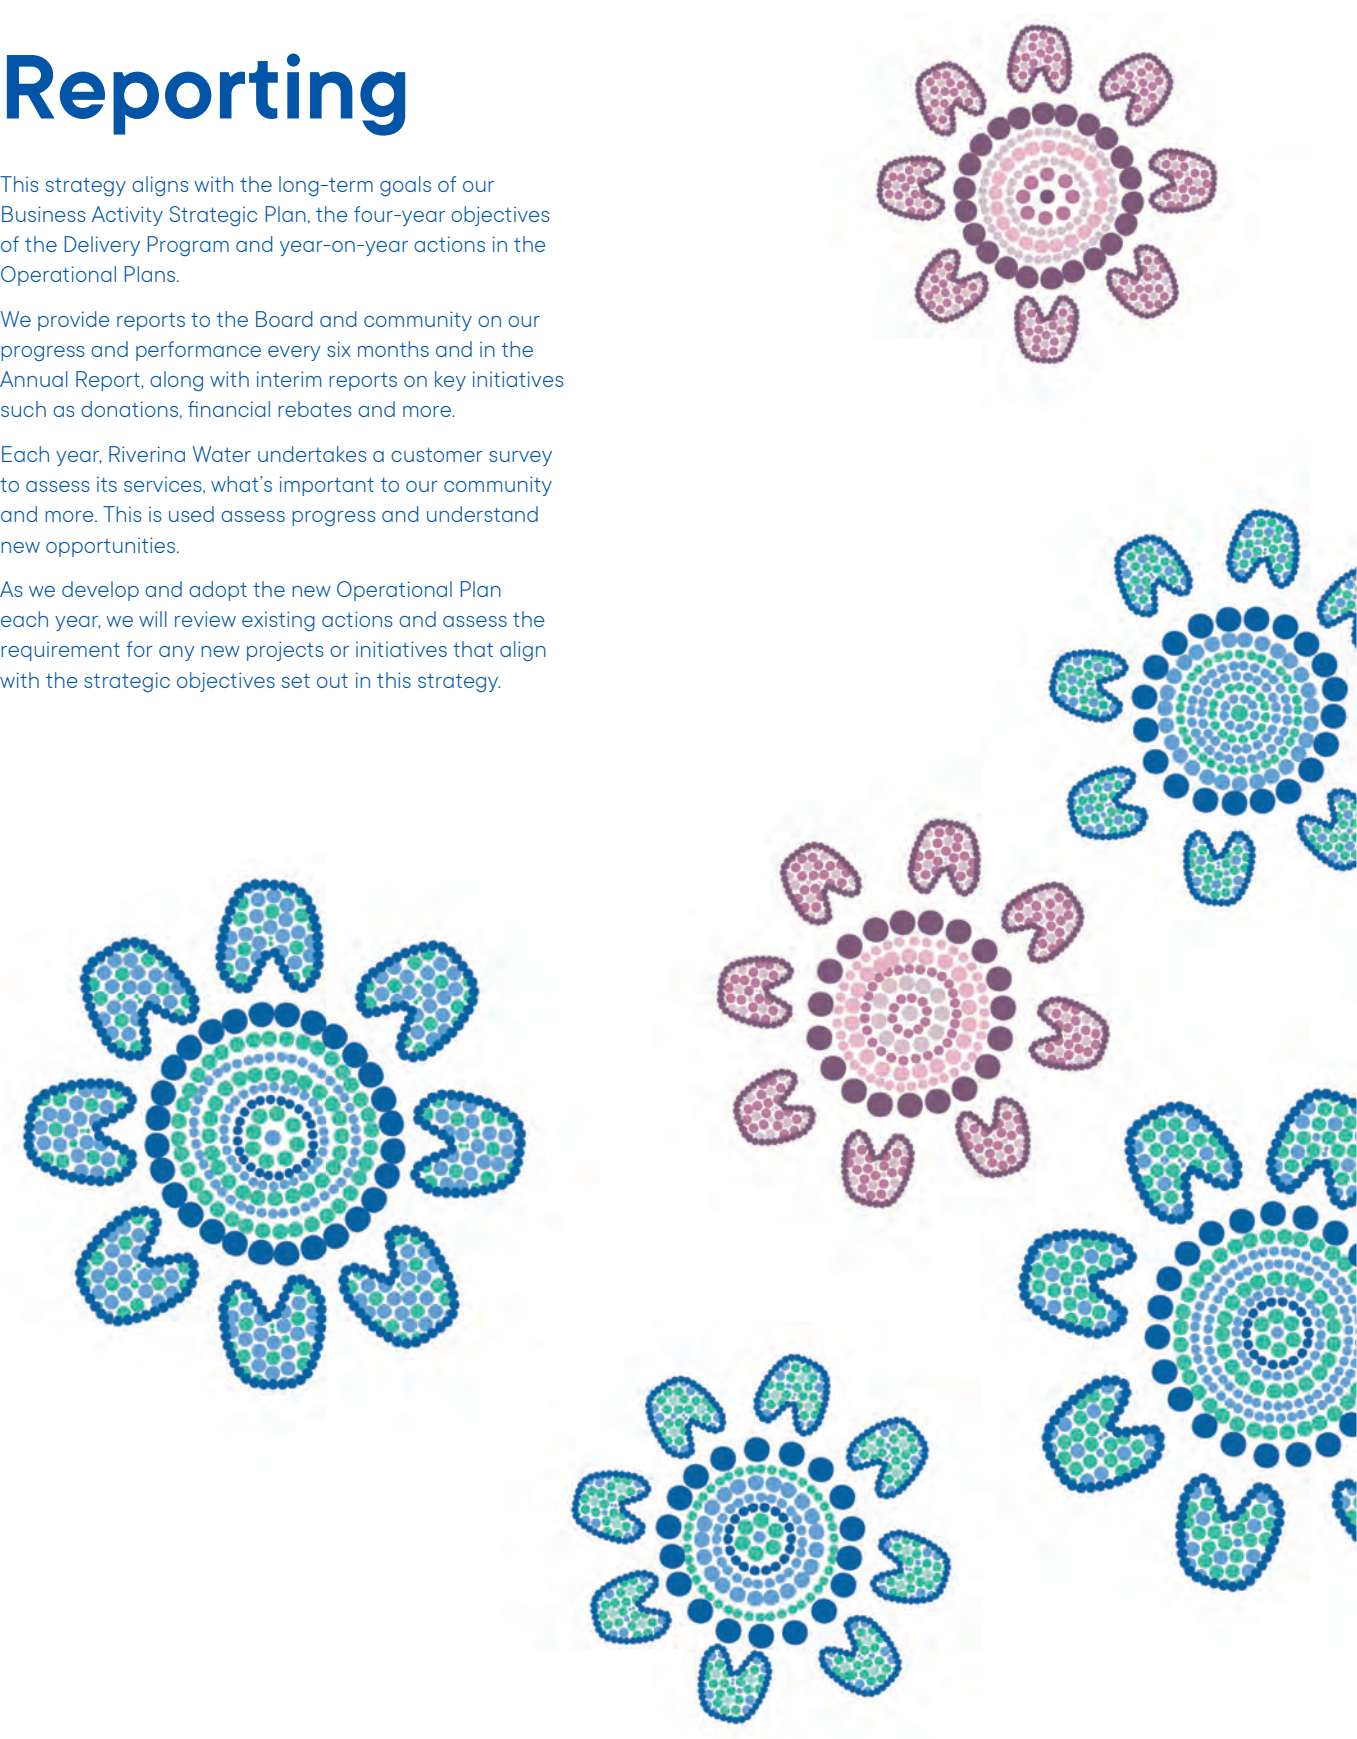 Reporting
This strategy aligns with the long-term goals of our
Business Activity Strategic Plan, the four-year objectives
of the Delivery Program and year-on-year actions in the
Operational Plans.
We provide reports to the Board and community on our
progress and performance every six months and in the
Annual Report, along with interim reports on key initiatives
such as donations, financial rebates and more.
Each year, Riverina Water undertakes a customer survey
to assess its services, what's important to our community
and more. This is used assess progress and understand
new opportunities.
As we develop and adopt the new Operational Plan
each year, we will review existing actions and assess the
requirement for any new projects or initiatives that align
with the strategic objectives set out in this strategy.